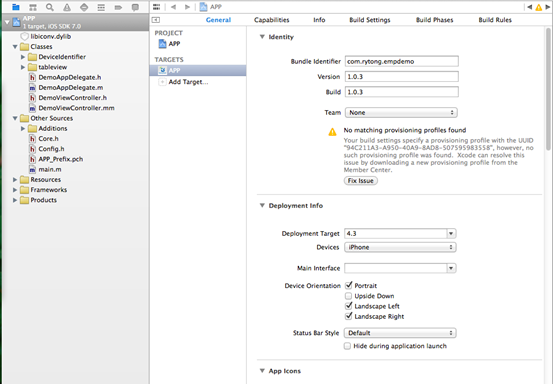 APP
General
Capabilities
Info
Build Settings
Build Phases
Build Rules
APP
1 target, iOS SDK 7.0
libiconv.dylib
Classes
DeviceIdentifier
tableview
DemoAppDelegate.h
DemoAppDelegate.m
DemoViewController.h
DemoViewController.mm
Other Sources
Additions
Core.h
Config.h
APP_Prefix.pch
main.m
Resources
Frameworks
Products
PROJECT
APP
TARGETS
APP
Add Target...
Identity
Bundle Identifier com.rytong.empdemo
Version 1.0.3
Build 1.0.3
Team None
No matching provisioning profiles found
Your build settings specify a provisioning profile with the UUID
"94C211A3-A950-40A9-8AD8-507595983558", however, no
such provisioning profile was found. Xcode can resolve this
issue by downloading a new provisioning profile from the
Member Center.
Fix Issue
Deployment Info
Deployment Target 4.3
Devices iPhone
Main Interface
Device Orientation Portrait
Upside Down
Landscape Left
Landscape Right
Status Bar Style Default
Hide during application launch
App Icons